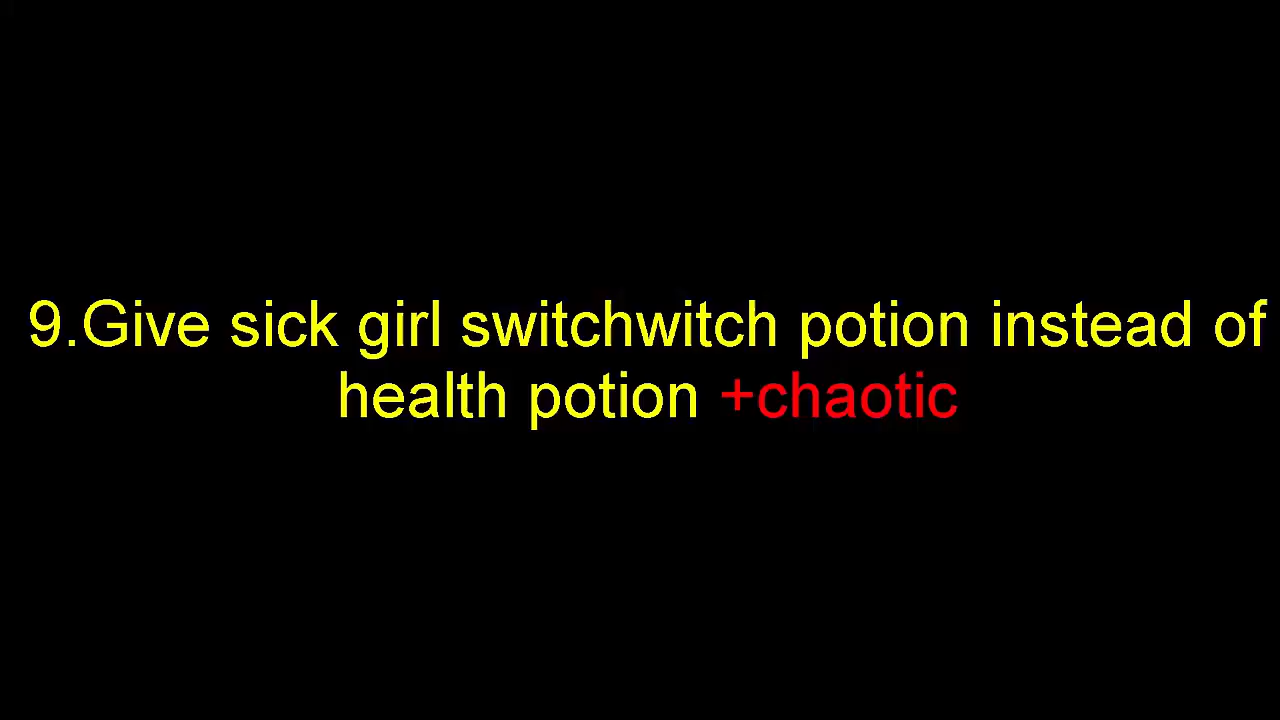 9.Give sick girl switchwitch potion instead of
health potion +chaotic